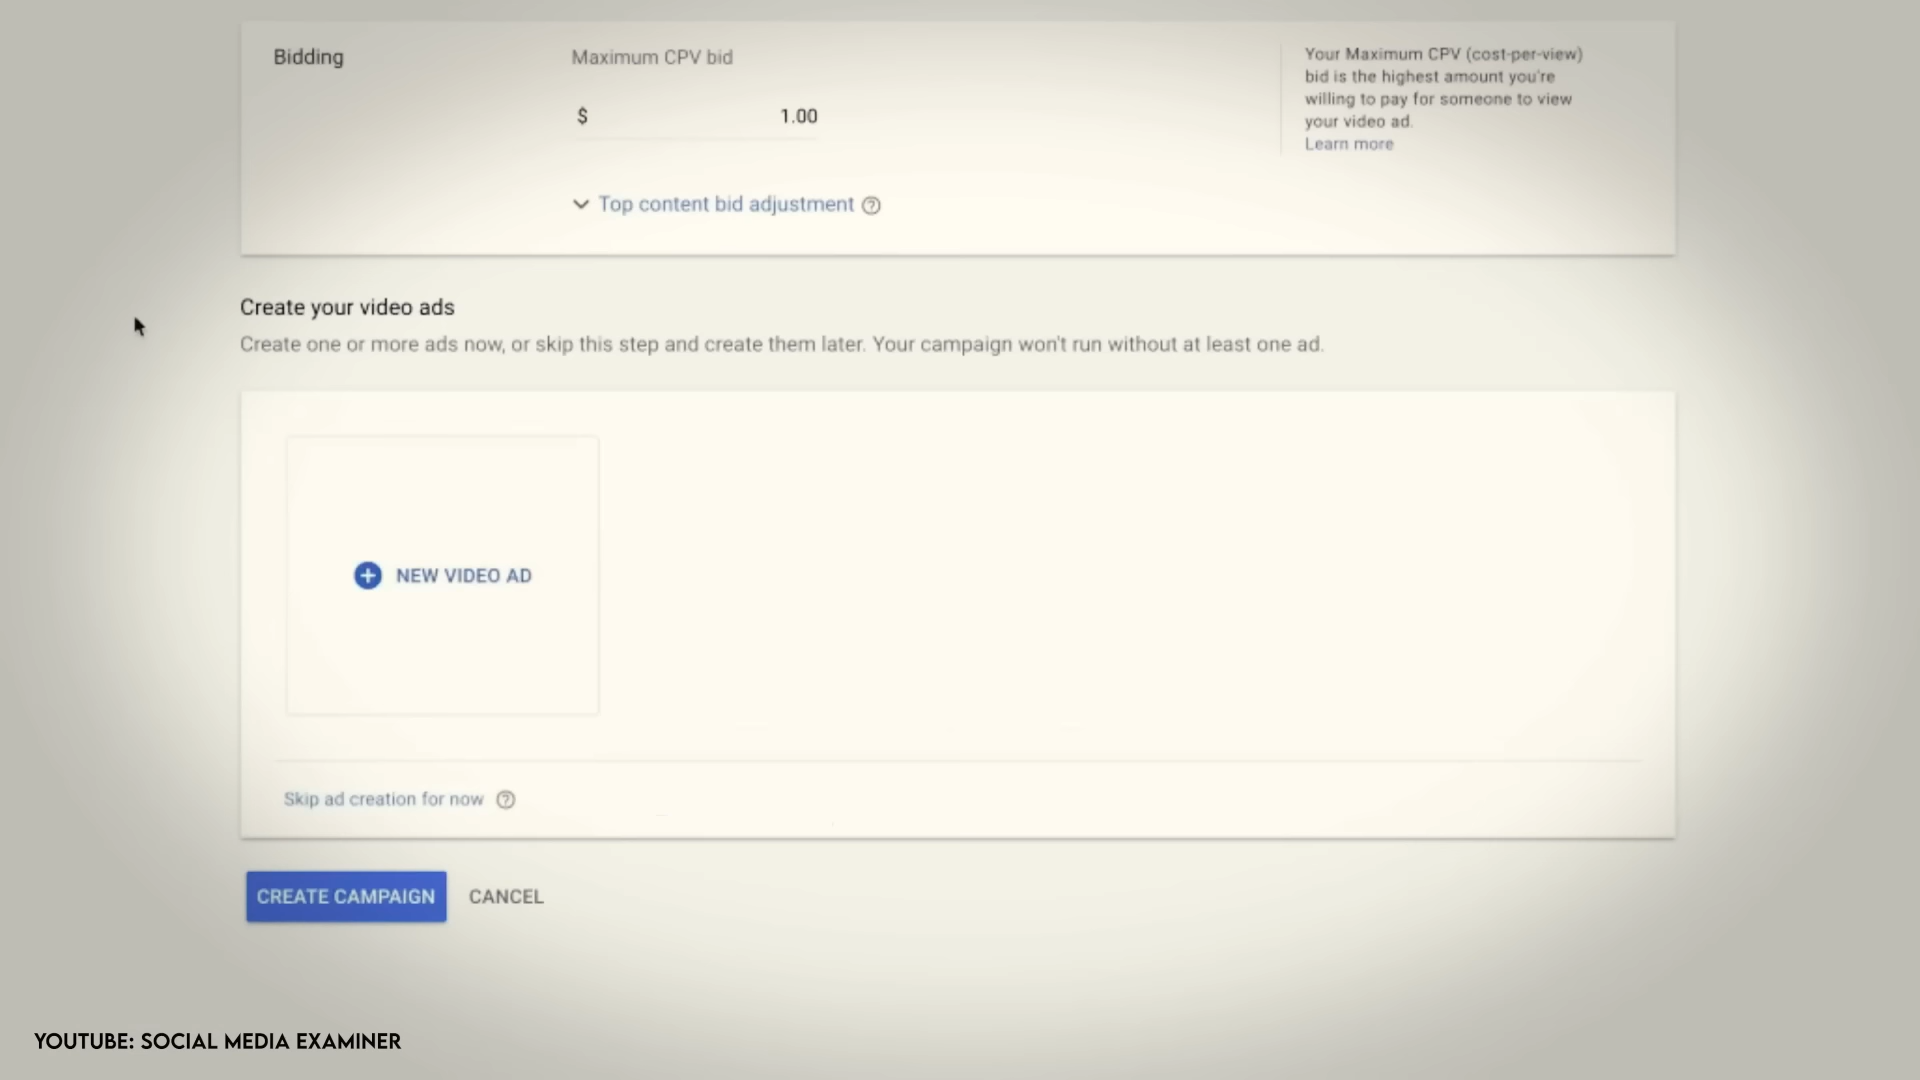 Bidding
Maximum CPV bid
$ 1.00
Top content bid adjustment
Your Maximum CPV (cost-per-view)
bid is the highest amount you're
willing to pay for someone to view
your video ad.
Learn more
Create your video ads
Create one or more ads now, or skip this step and create them later. Your campaign won't run without at least one ad.
NEW VIDEO AD
Skip ad creation for now
CREATE CAMPAIGN
CANCEL
YOUTUBE: SOCIAL MEDIA EXAMINER